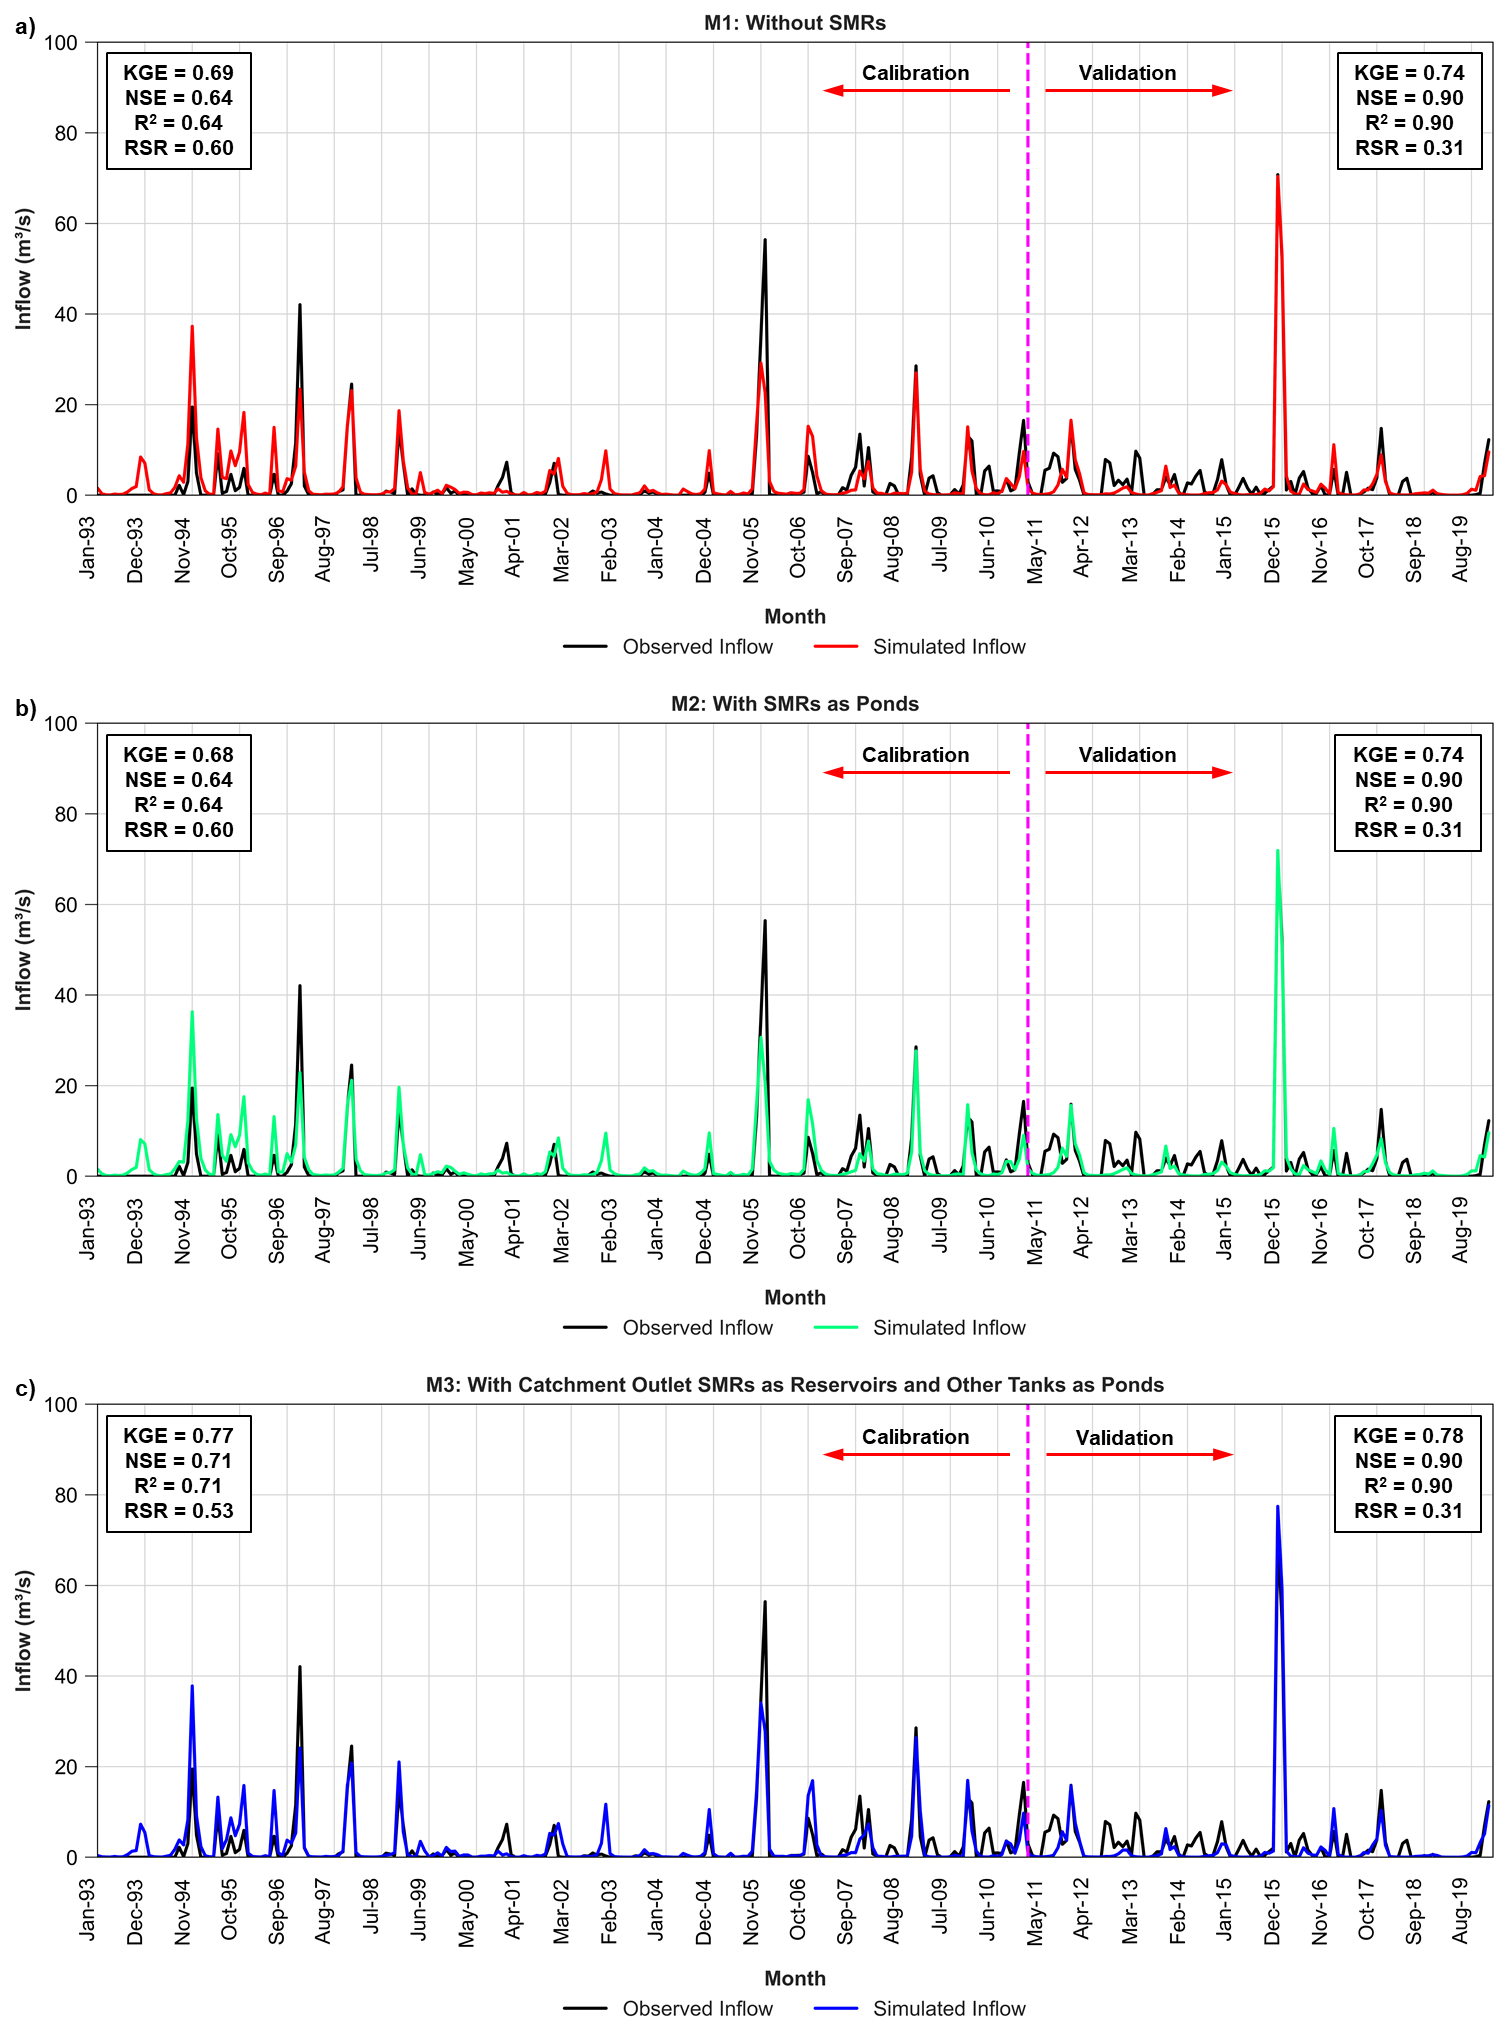 a)
M1: Without SMRs
KGE = 0.69
NSE = 0.64
R² = 0.64
RSR = 0.60
Calibration
Validation
KGE = 0.74
NSE = 0.90
R² = 0.90
RSR = 0.31
Inflow (m³/s)
100
80
60
40
20
0
Jan-93 Dec-93 Nov-94 Oct-95 Sep-96 Aug-97 Jul-98 Jun-99 May-00 Apr-01 Mar-02 Feb-03 Jan-04 Dec-04 Nov-05 Oct-06 Sep-07 Aug-08 Jul-09 Jun-10 May-11 Apr-12 Mar-13 Feb-14 Jan-15 Dec-15 Nov-16 Oct-17 Sep-18 Aug-19
Month
Observed Inflow Simulated Inflow
b)
M2: With SMRs as Ponds
KGE = 0.68
NSE = 0.64
R² = 0.64
RSR = 0.60
Calibration
Validation
KGE = 0.74
NSE = 0.90
R² = 0.90
RSR = 0.31
Inflow (m³/s)
100
80
60
40
20
0
Jan-93 Dec-93 Nov-94 Oct-95 Sep-96 Aug-97 Jul-98 Jun-99 May-00 Apr-01 Mar-02 Feb-03 Jan-04 Dec-04 Nov-05 Oct-06 Sep-07 Aug-08 Jul-09 Jun-10 May-11 Apr-12 Mar-13 Feb-14 Jan-15 Dec-15 Nov-16 Oct-17 Sep-18 Aug-19
Month
Observed Inflow Simulated Inflow
c)
M3: With Catchment Outlet SMRs as Reservoirs and Other Tanks as Ponds
KGE = 0.77
NSE = 0.71
R² = 0.71
RSR = 0.53
Calibration
Validation
KGE = 0.78
NSE = 0.90
R² = 0.90
RSR = 0.31
Inflow (m³/s)
100
80
60
40
20
0
Jan-93 Dec-93 Nov-94 Oct-95 Sep-96 Aug-97 Jul-98 Jun-99 May-00 Apr-01 Mar-02 Feb-03 Jan-04 Dec-04 Nov-05 Oct-06 Sep-07 Aug-08 Jul-09 Jun-10 May-11 Apr-12 Mar-13 Feb-14 Jan-15 Dec-15 Nov-16 Oct-17 Sep-18 Aug-19
Month
Observed Inflow Simulated Inflow